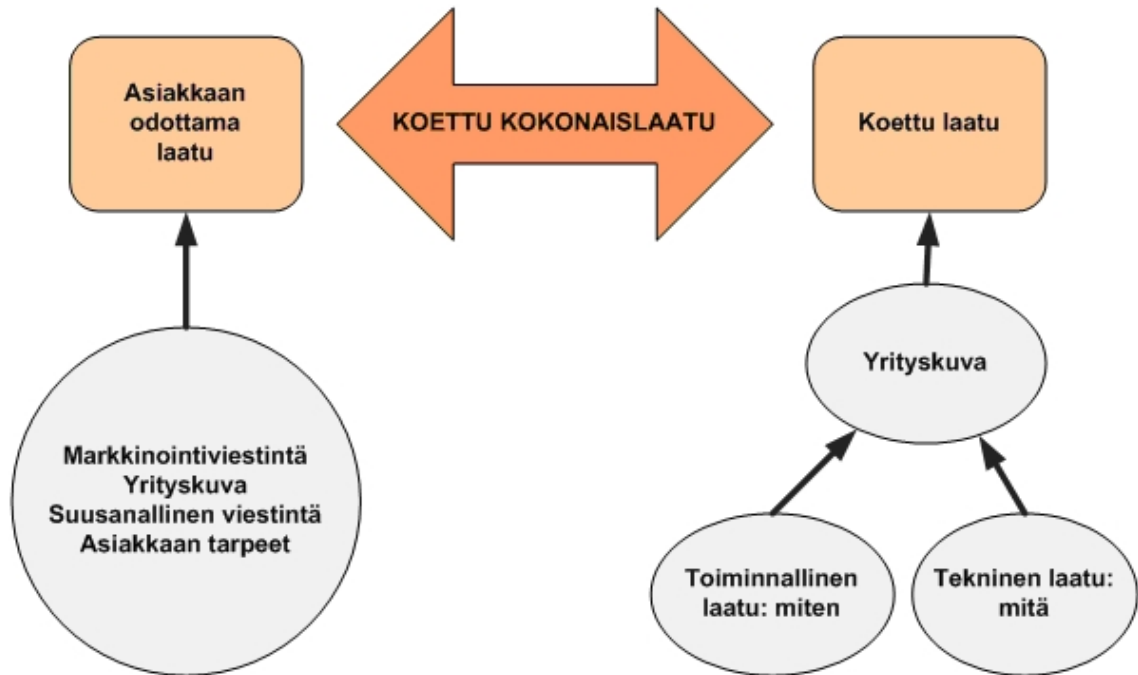 Asiakkaan
odottama
laatu
KOETTU KOKONAISLAATU
Koettu laatu
Markkinointiviestintä
Yrityskuva
Suusanallinen viestintä
Asiakkaan tarpeet
Yrityskuva
Toiminnallinen
laatu: miten
Tekninen laatu:
mitä